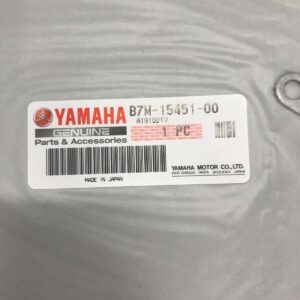 YAMAHA B7M-15451-00
GENUINE
Parts & Accessories
1 PC
YAMAHA MOTOR CO.,LTD.
MADE IN JAPAN